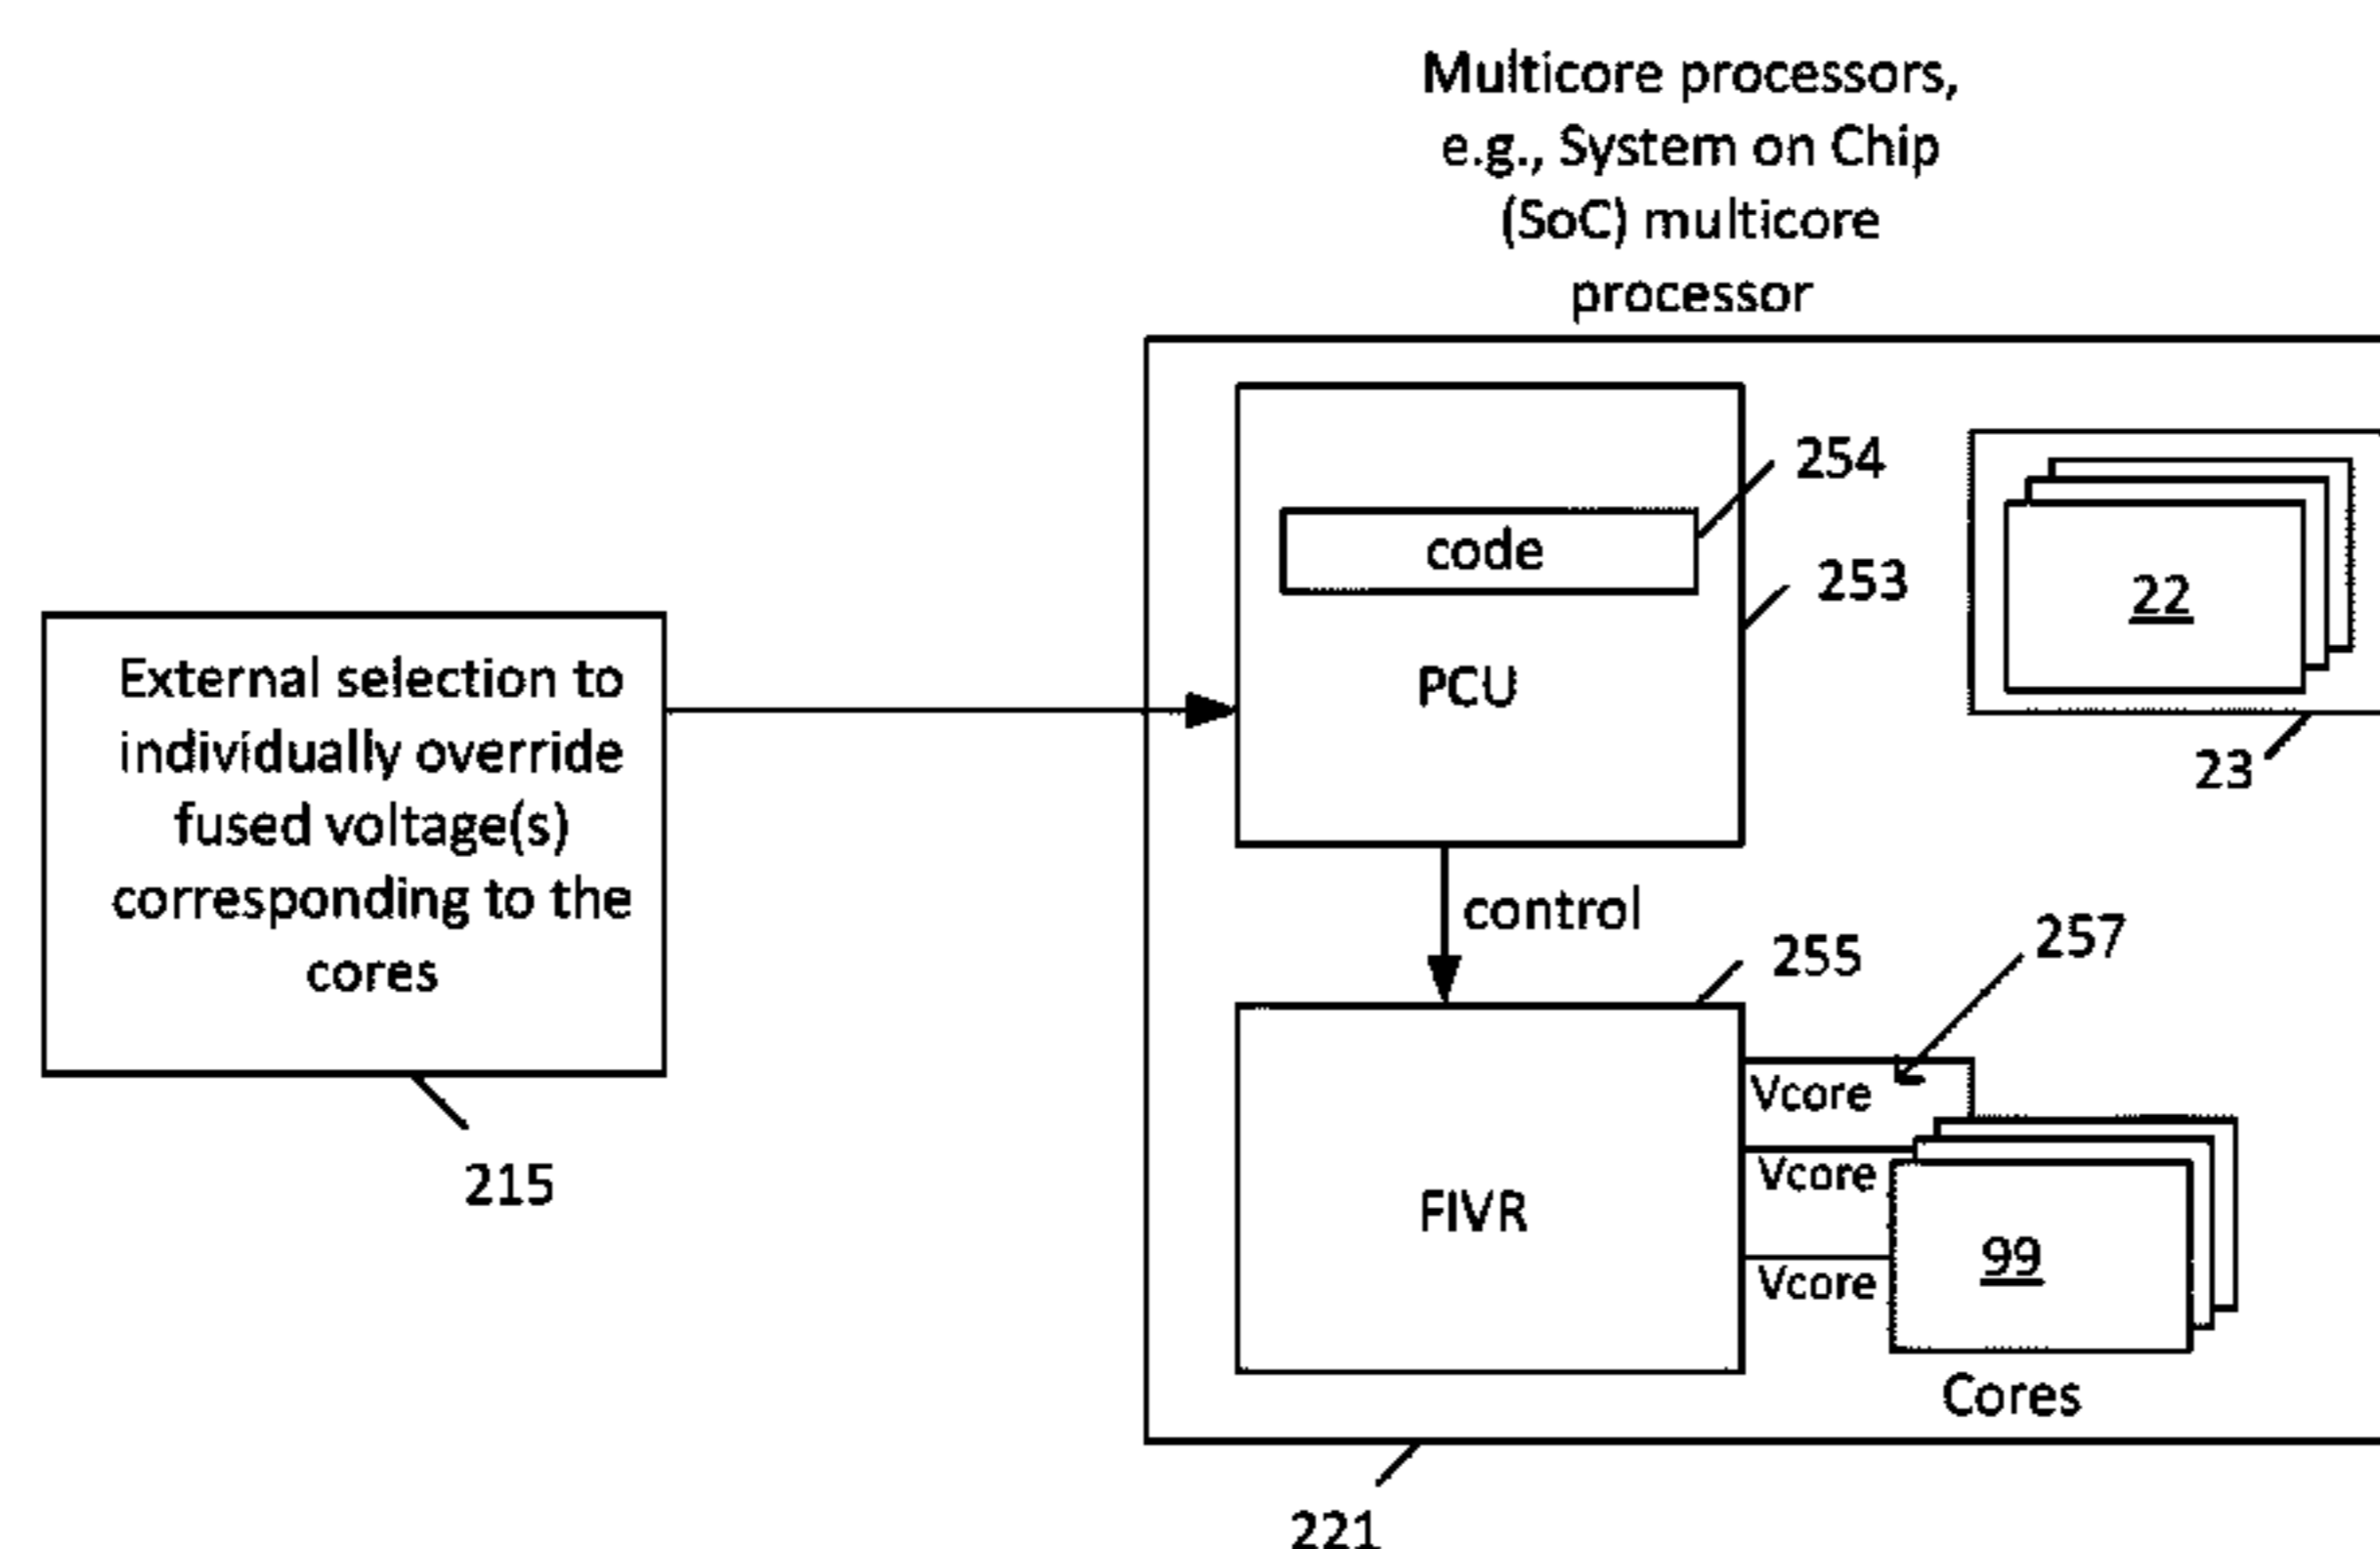 Multicore processors,
e.g., System on Chip
(SoC) multicore
processor
254
code
253
22
PCU
23
External selection to
individually override
fused voltage(s)
corresponding to the
cores
215
control
255
257
Vcore
Vcore
FIVR
99
Vcore
Cores
221